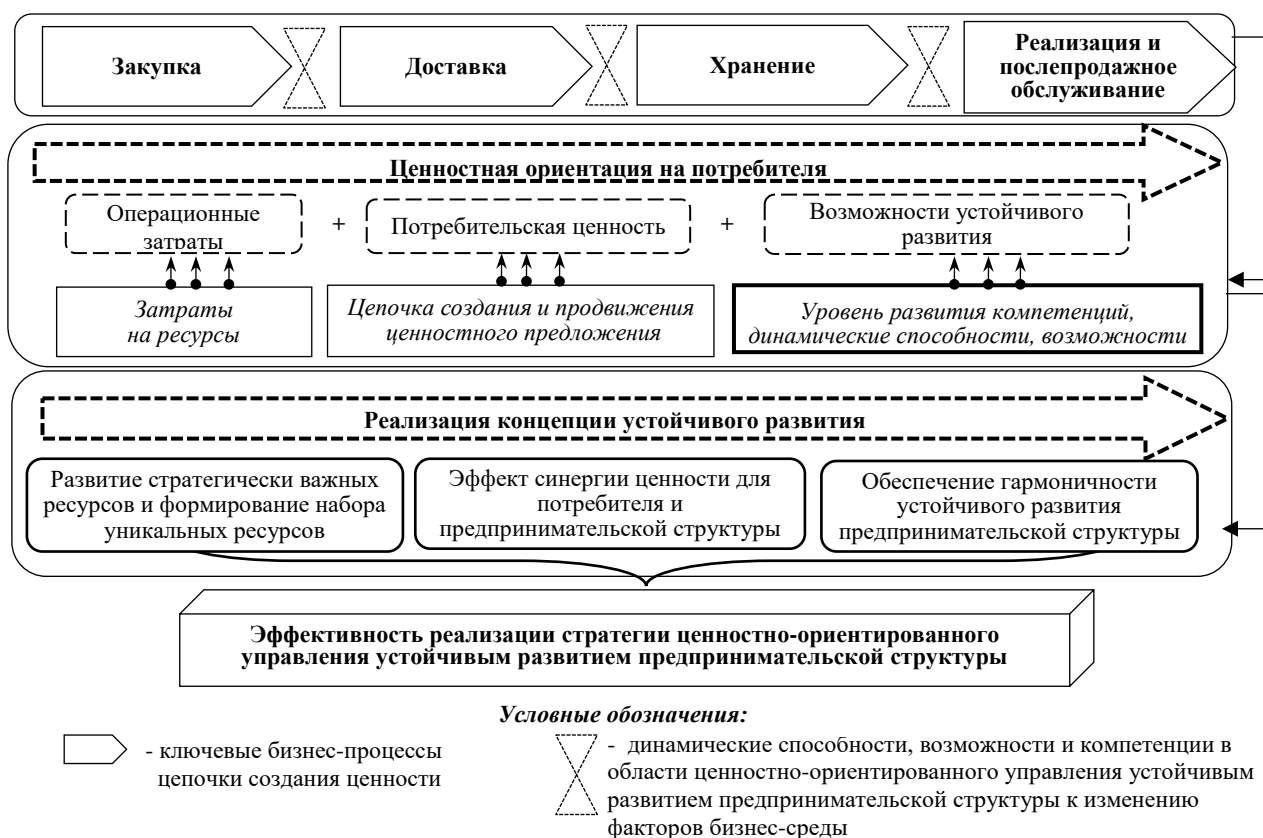 Закупка
Доставка
Хранение
Реализация и
послепродажное
обслуживание
Ценностная ориентация на потребителя
Операционные
затраты
+
Потребительская ценность
+
Возможности устойчивого
развития
Затраты
на ресурсы
Цепочка создания и продвижения
ценностного предложения
Уровень развития компетенций,
динамические способности, возможности
Реализация концепции устойчивого развития
Развитие стратегически важных
ресурсов и формирование набора
уникальных ресурсов
Эффект синергии ценности для
потребителя и
предпринимательской структуры
Обеспечение гармоничности
устойчивого развития
предпринимательской структуры
Эффективность реализации стратегии ценностно-ориентированного
управления устойчивым развитием предпринимательской структуры
Условные обозначения:
- ключевые бизнес-процессы
цепочки создания ценности
- динамические способности, возможности и компетенции в
области ценностно-ориентированного управления устойчивым
развитием предпринимательской структуры к изменению
факторов бизнес-среды